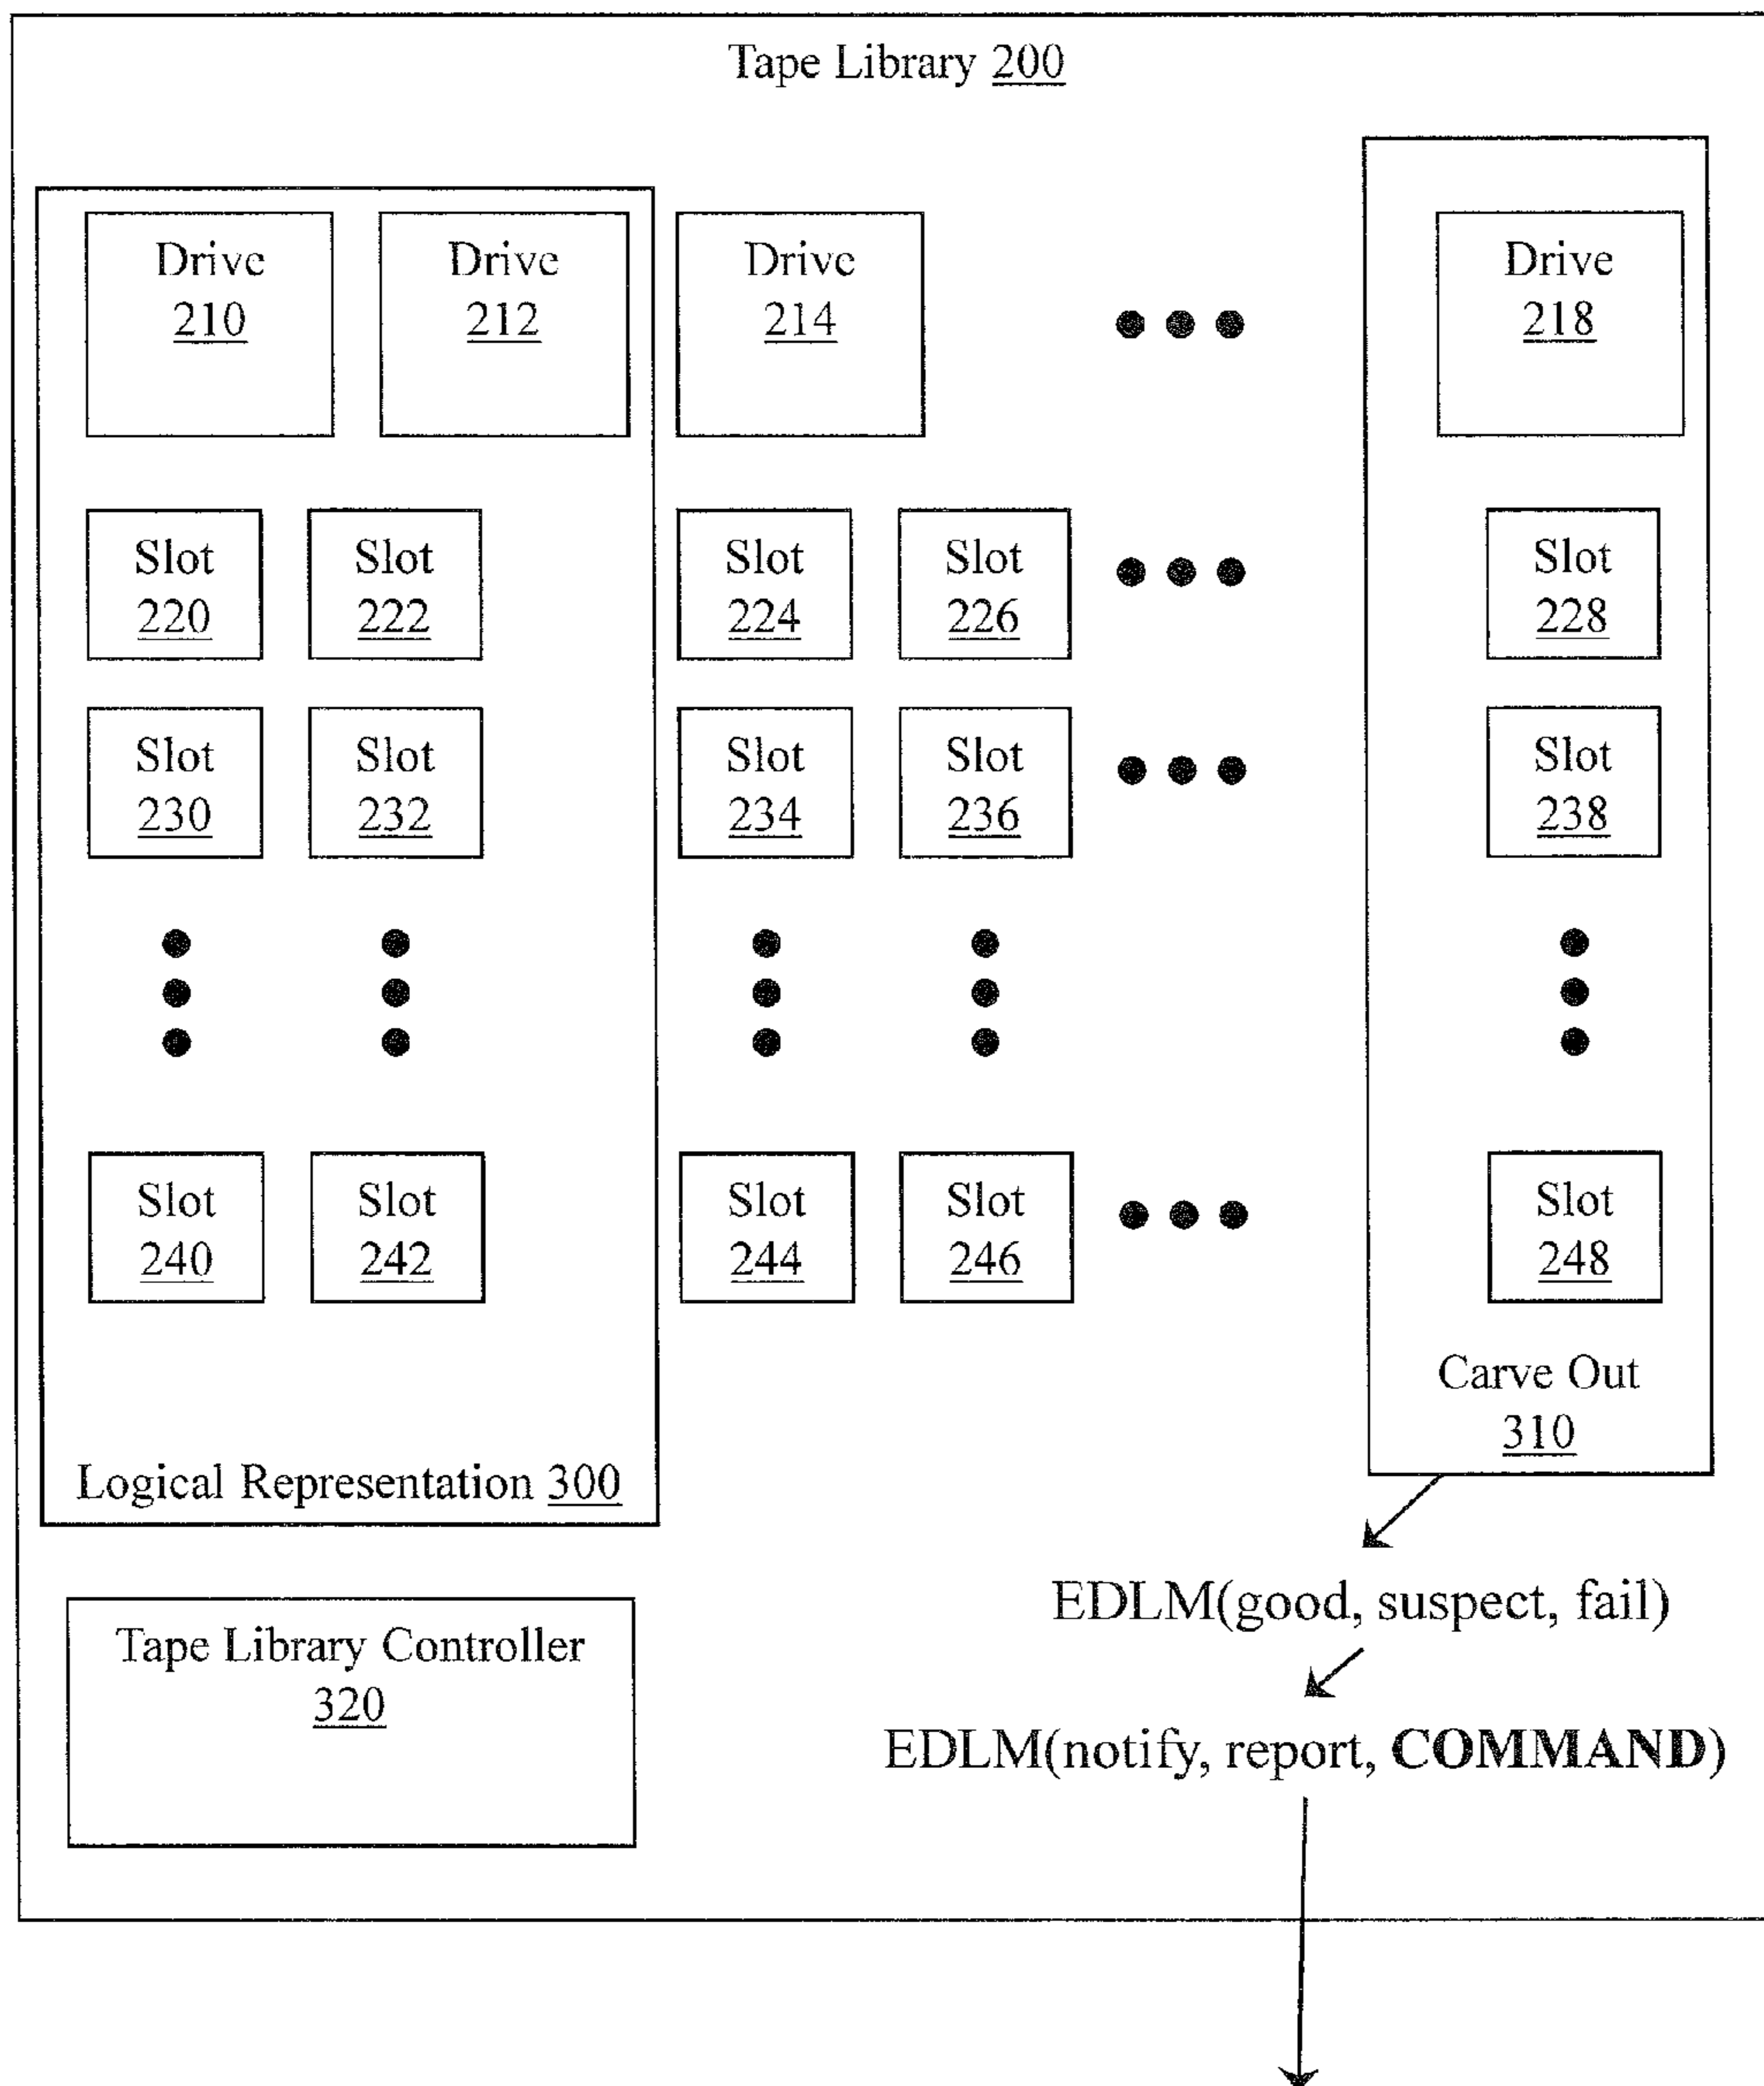 Tape Library 200
Drive
210
Drive
212
Drive
214
Drive
218
Slot
220
Slot
222
Slot
224
Slot
226
Slot
228
Slot
230
Slot
232
Slot
234
Slot
236
Slot
238
Slot
240
Slot
242
Slot
244
Slot
246
Slot
248
Carve Out
310
Logical Representation 300
EDLM(good, suspect, fail)
Tape Library Controller
320
EDLM(notify, report, COMMAND)